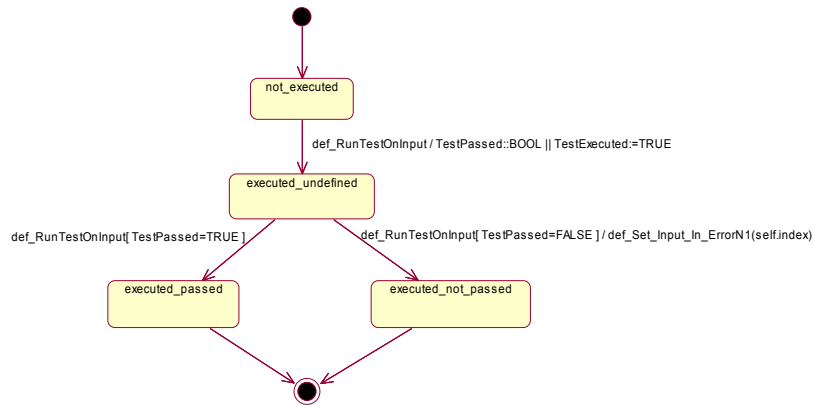 not_executed
def_RunTestOnInput / TestPassed::BOOL || TestExecuted:=TRUE
executed_undefined
def_RunTestOnInput[ TestPassed=TRUE ]
def_RunTestOnInput[ TestPassed=FALSE ] / def_Set_Input_In_ErrorN1(self.index)
executed_passed
executed_not_passed